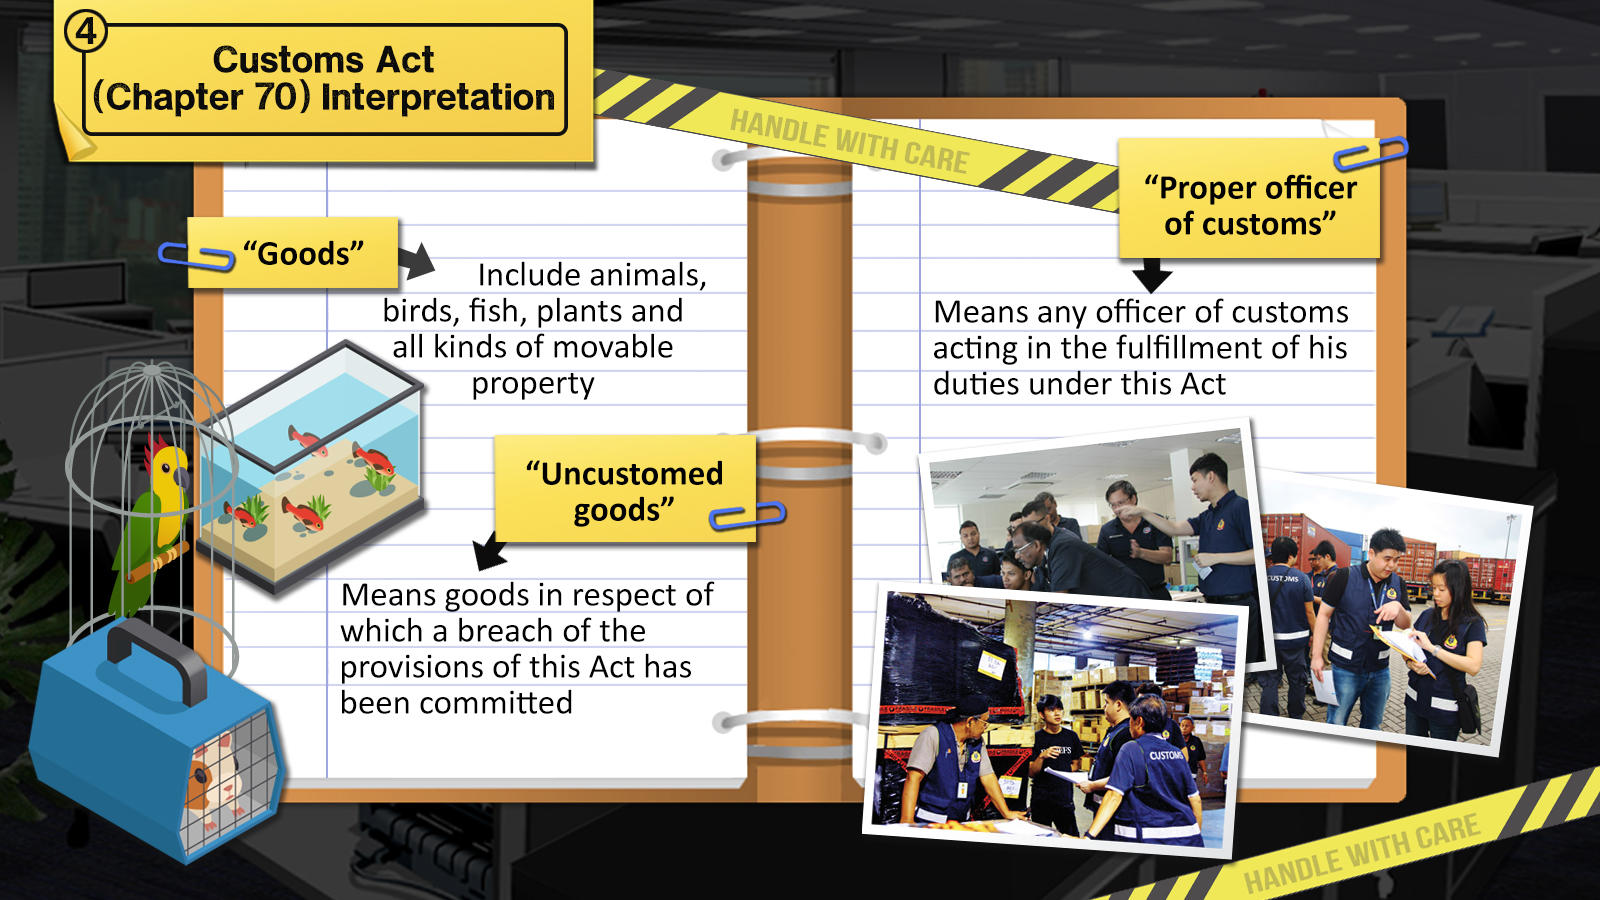 4
Customs Act
(Chapter 70) Interpretation
HANDLE WITH CARE
“Goods”
Include animals,
birds, fish, plants and
all kinds of movable
property
“Uncustomed
goods”
Means goods in respect of
which a breach of the
provisions of this Act has
been committed
“Proper officer
of customs”
Means any officer of customs
acting in the fulfillment of his
duties under this Act
CUSTOMS
CUSTOMS
HANDLE WITH CARE